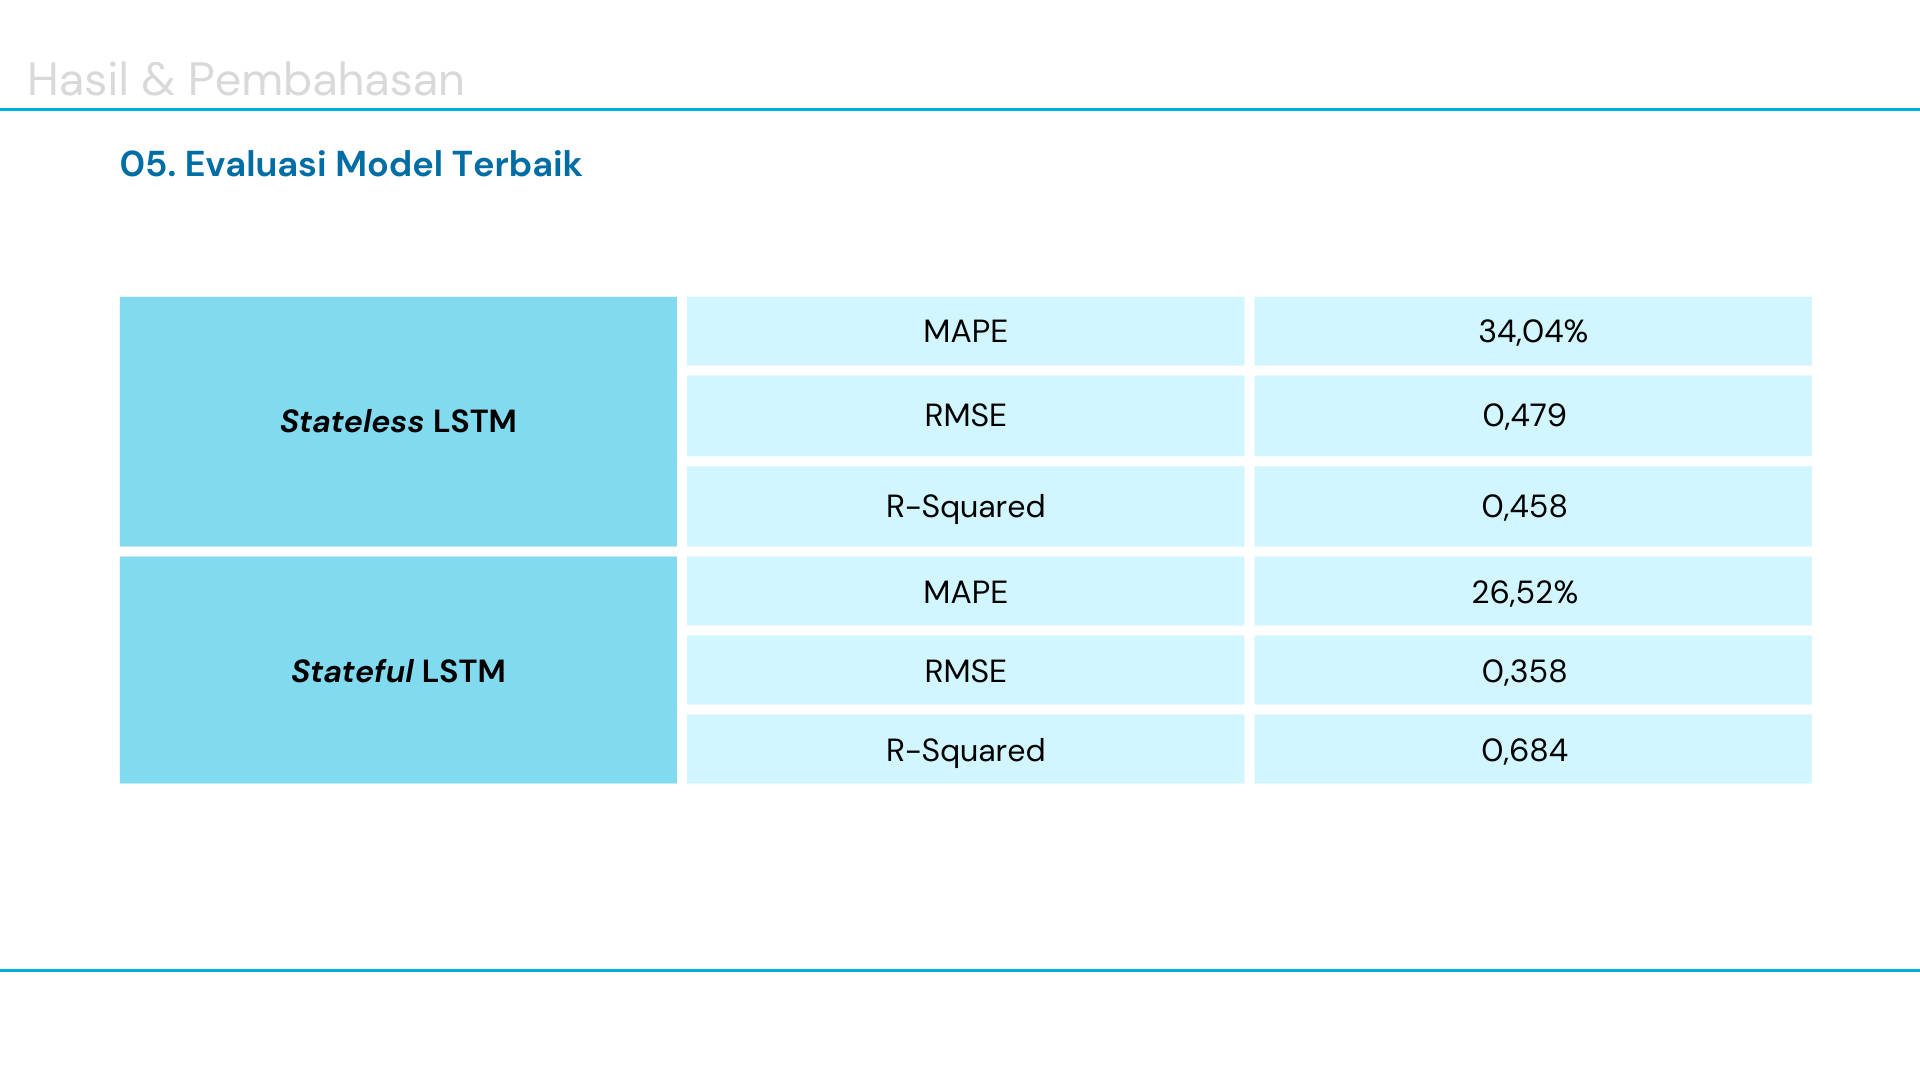 Hasil & Pembahasan
05. Evaluasi Model Terbaik
Stateless LSTM
MAPE 34,04%
RMSE 0,479
R-Squared 0,458
Stateful LSTM
MAPE 26,52%
RMSE 0,358
R-Squared 0,684